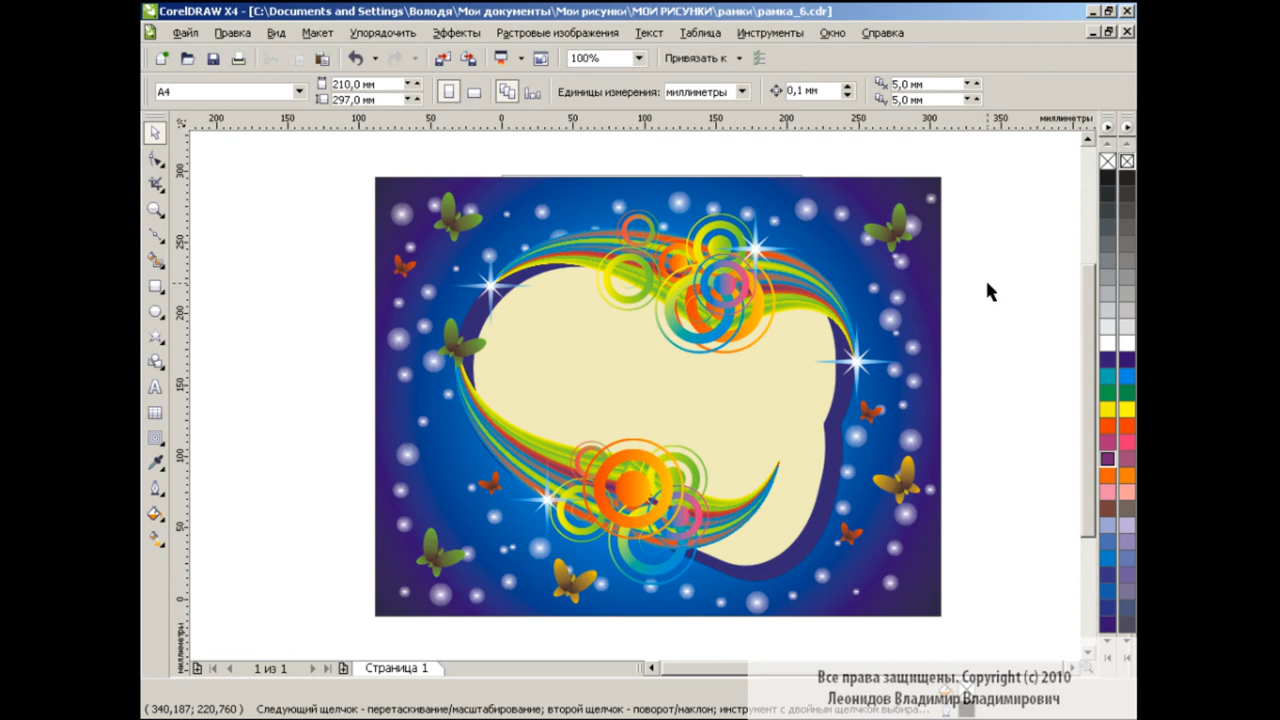 CorelDRAW X4 - [C:\Documents and Settings\Володя\Мои документы\Мои рисунки\МОИ РИСУНКИ\рамки\рамка_6.cdr]
Файл Правка Вид Макет Упорядочить Эффекты Растровые изображения Текст Таблица Инструменты Окно Справка
100% Привязать к
A4 210,0 мм 297,0 мм Единицы измерения: миллиметры 0,1 мм 5,0 мм 5,0 мм
200 150 100 50 0 50 100 150 200 250 300 350 миллиметры
300
250
200
150
100
50
0
миллиметры
1 из 1 Страница 1
Все права защищены. Copyright (c) 2010
Леонидов Владимир Владимирович
( 340,187; 220,760 ) Следующий щелчок - перетаскивание/масштабирование; второй щелчок - поворот/наклон; инструмент с двойным щелчком выбира...